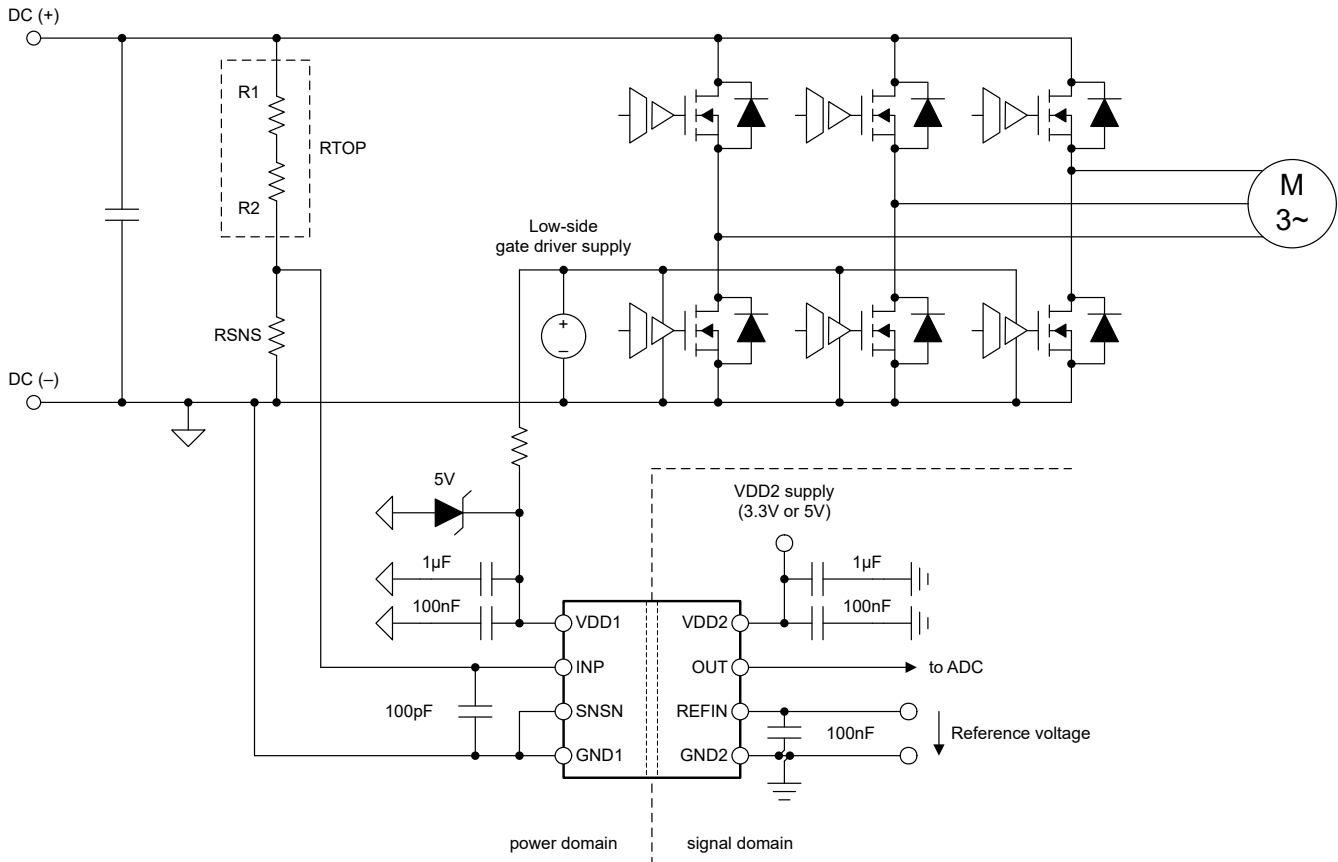 DC (+)
R1
RTOP
R2
M
3~
Low-side
gate driver supply
RSNS
+
–
DC (–)
5V
VDD2 supply
(3.3V or 5V)
1µF
1µF
100nF
100nF
VDD1
VDD2
INP
OUT
to ADC
100pF
SNSN
REFIN
100nF
Reference voltage
GND1
GND2
power domain
signal domain